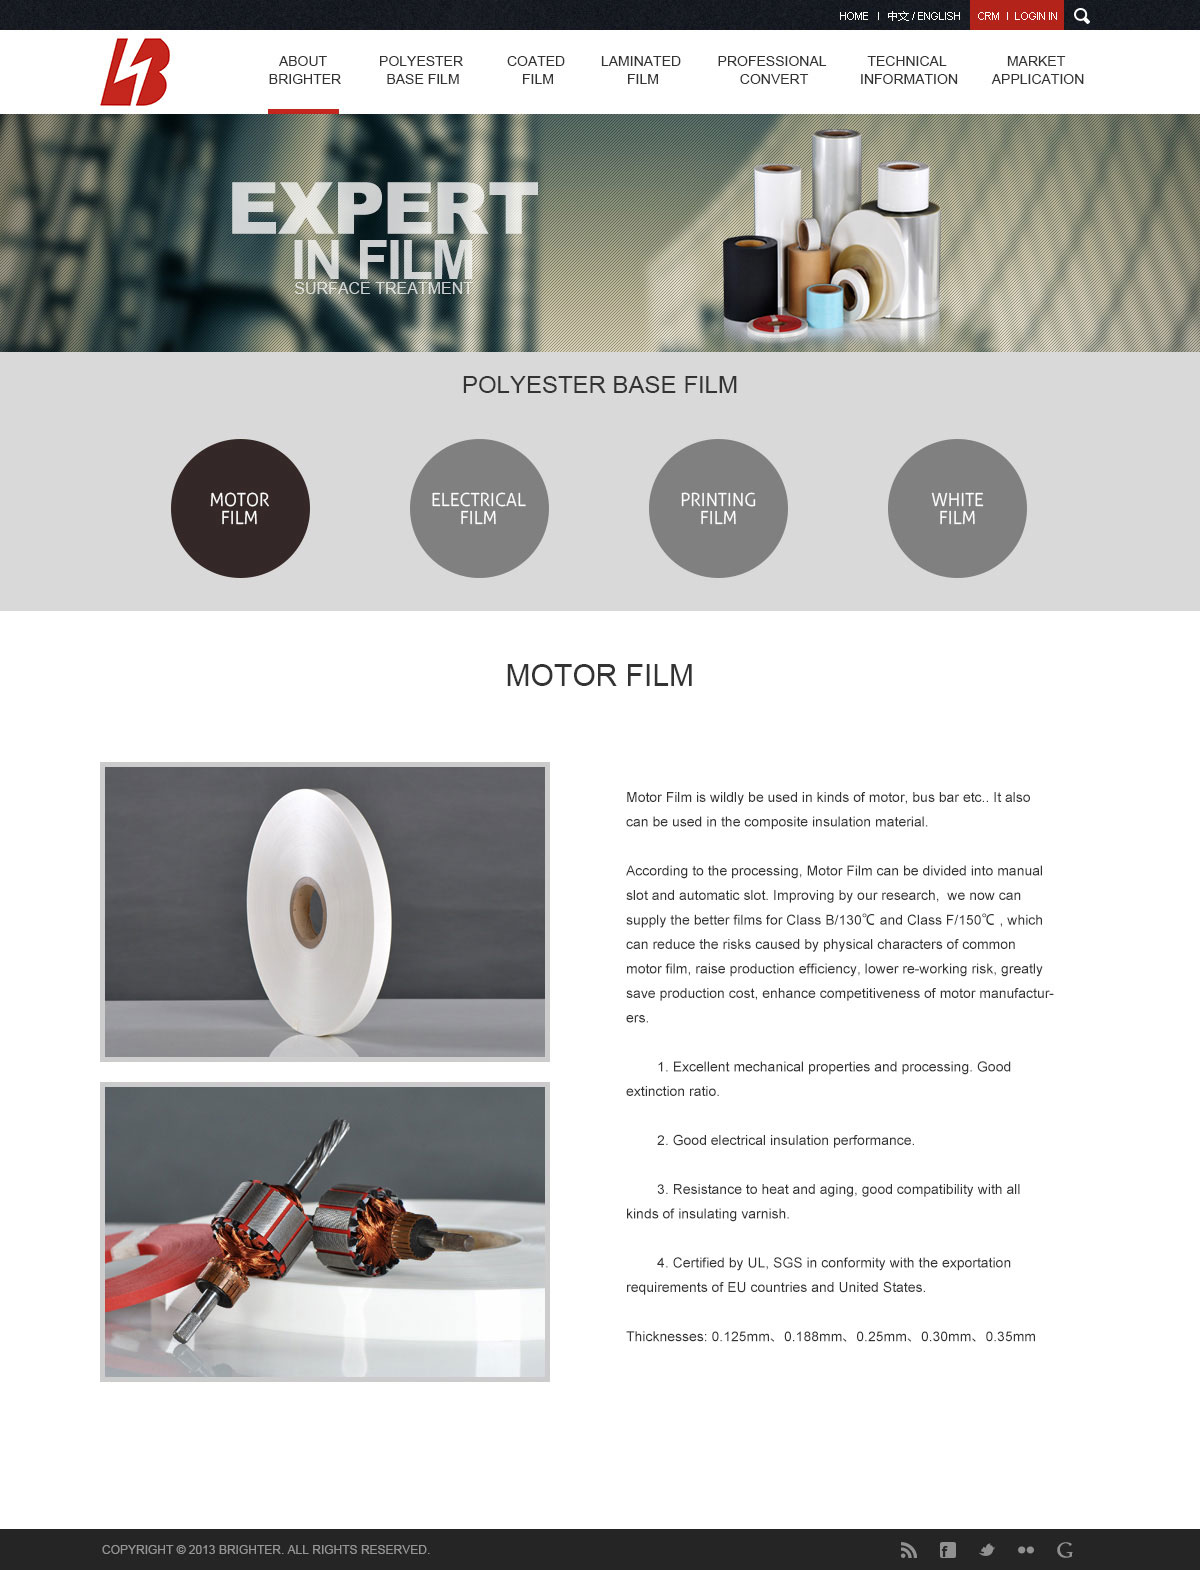 HOME | 中文 / ENGLISH CRM | LOGIN IN
ABOUT BRIGHTER
POLYESTER BASE FILM
COATED FILM
LAMINATED FILM
PROFESSIONAL CONVERT
TECHNICAL INFORMATION
MARKET APPLICATION
EXPERT
IN FILM
SURFACE TREATMENT
POLYESTER BASE FILM
MOTOR
FILM
ELECTRICAL
FILM
PRINTING
FILM
WHITE
FILM
MOTOR FILM
Motor Film is wildly be used in kinds of motor, bus bar etc.. It also
can be used in the composite insulation material.
According to the processing, Motor Film can be divided into manual
slot and automatic slot. Improving by our research, we now can
supply the better films for Class B/130℃ and Class F/150℃ , which
can reduce the risks caused by physical characters of common
motor film, raise production efficiency, lower re-working risk, greatly
save production cost, enhance competitiveness of motor manufactur-
ers.
1. Excellent mechanical properties and processing. Good
extinction ratio.
2. Good electrical insulation performance.
3. Resistance to heat and aging, good compatibility with all
kinds of insulating varnish.
4. Certified by UL, SGS in conformity with the exportation
requirements of EU countries and United States.
Thicknesses: 0.125mm、0.188mm、0.25mm、0.30mm、0.35mm
COPYRIGHT © 2013 BRIGHTER. ALL RIGHTS RESERVED.